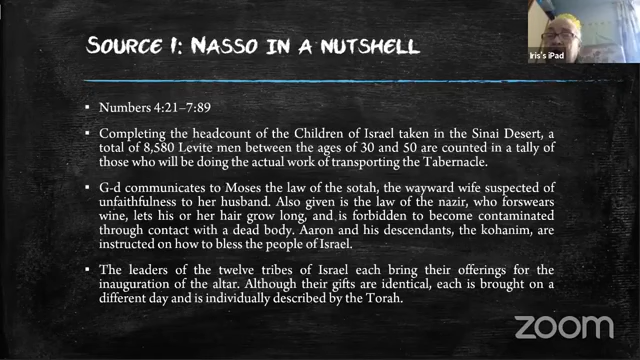 SOURCE 1: NASSO IN A NUTSHELL
Iris's iPad
▪ Numbers 4:21–7:89
▪ Completing the headcount of the Children of Israel taken in the Sinai Desert, a
total of 8,580 Levite men between the ages of 30 and 50 are counted in a tally of
those who will be doing the actual work of transporting the Tabernacle.
▪ G-d communicates to Moses the law of the sotah, the wayward wife suspected of
unfaithfulness to her husband. Also given is the law of the nazir, who forswears
wine, lets his or her hair grow long, and is forbidden to become contaminated
through contact with a dead body. Aaron and his descendants, the kohanim, are
instructed on how to bless the people of Israel.
▪ The leaders of the twelve tribes of Israel each bring their offerings for the
inauguration of the altar. Although their gifts are identical, each is brought on a
different day and is individually described by the Torah.
zoom